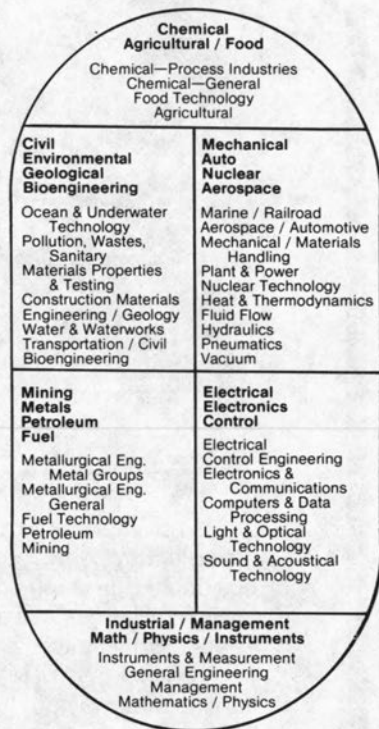 Chemical
Agricultural / Food
Chemical—Process Industries
Chemical—General
Food Technology
Agricultural
Civil
Environmental
Geological
Bioengineering
Ocean & Underwater
Technology
Pollution, Wastes,
Sanitary
Materials Properties
& Testing
Construction Materials
Engineering / Geology
Water & Waterworks
Transportation / Civil
Bioengineering
Mechanical
Auto
Nuclear
Aerospace
Marine / Railroad
Aerospace / Automotive
Mechanical / Materials
Handling
Plant & Power
Nuclear Technology
Heat & Thermodynamics
Fluid Flow
Hydraulics
Pneumatics
Vacuum
Mining
Metals
Petroleum
Fuel
Metallurgical Eng.
Metal Groups
Metallurgical Eng.
General
Fuel Technology
Petroleum
Mining
Electrical
Electronics
Control
Electrical
Control Engineering
Electronics &
Communications
Computers & Data
Processing
Light & Optical
Technology
Sound & Acoustical
Technology
Industrial / Management
Math / Physics / Instruments
Instruments & Measurement
General Engineering
Management
Mathematics / Physics